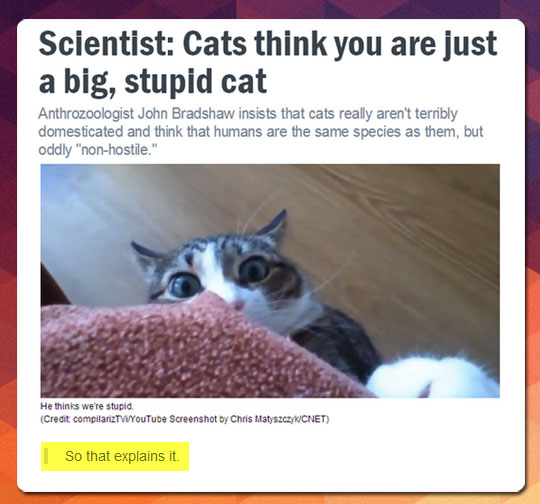 Scientist: Cats think you are just
a big, stupid cat
Anthrozoologist John Bradshaw insists that cats really aren't terribly
domesticated and think that humans are the same species as them, but
oddly "non-hostile."
He thinks we're stupid.
(Credit: compilarizTVi/YouTube Screenshot by Chris Matyszczyk/CNET)
So that explains it.